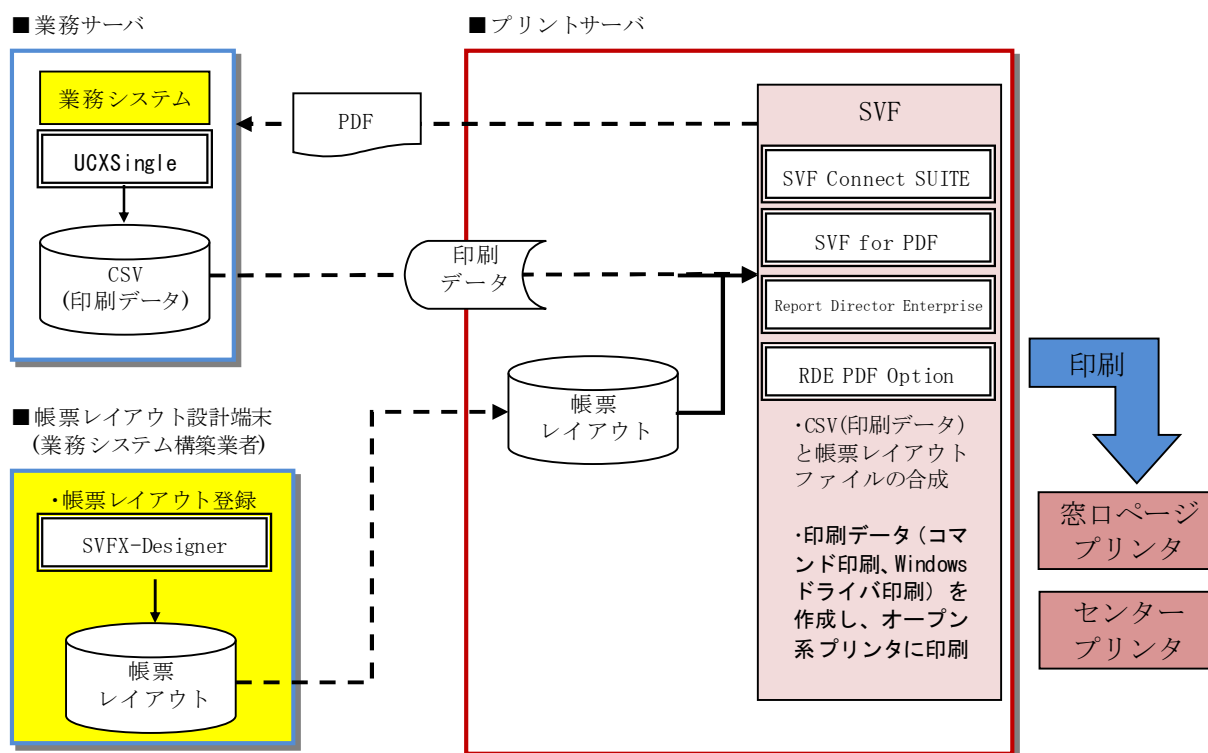 ■業務サーバ
業務システム
UCXSingle
CSV
(印刷データ)
■帳票レイアウト設計端末
(業務システム構築業者)
・帳票レイアウト登録
SVFX-Designer
帳票
レイアウト
PDF
■プリントサーバ
印刷
データ
帳票
レイアウト
SVF
SVF Connect SUITE
SVF for PDF
Report Director Enterprise
RDE PDF Option
・CSV(印刷データ)
と帳票レイアウト
ファイルの合成
・印刷データ(コマ
ンド印刷、Windows
ドライバ印刷)を
作成し、オープン
系プリンタに印刷
印刷
窓口ページ
プリンタ
センター
プリンタ